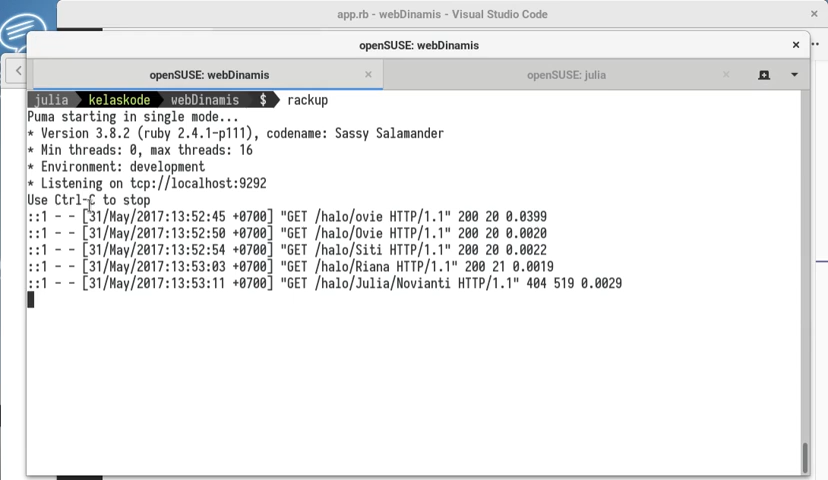 app.rb - webDinamis - Visual Studio Code
openSUSE: webDinamis
openSUSE: webDinamis
openSUSE: julia
julia kelaskode webDinamis $ rackup
Puma starting in single mode...
* Version 3.8.2 (ruby 2.4.1-p111), codename: Sassy Salamander
* Min threads: 0, max threads: 16
* Environment: development
* Listening on tcp://localhost:9292
Use Ctrl-C to stop
::1 - - [31/May/2017:13:52:45 +0700] "GET /halo/ovie HTTP/1.1" 200 20 0.0399
::1 - - [31/May/2017:13:52:50 +0700] "GET /halo/Ovie HTTP/1.1" 200 20 0.0020
::1 - - [31/May/2017:13:52:54 +0700] "GET /halo/Siti HTTP/1.1" 200 20 0.0022
::1 - - [31/May/2017:13:53:03 +0700] "GET /halo/Riana HTTP/1.1" 200 21 0.0019
::1 - - [31/May/2017:13:53:11 +0700] "GET /halo/Julia/Novianti HTTP/1.1" 404 519 0.0029